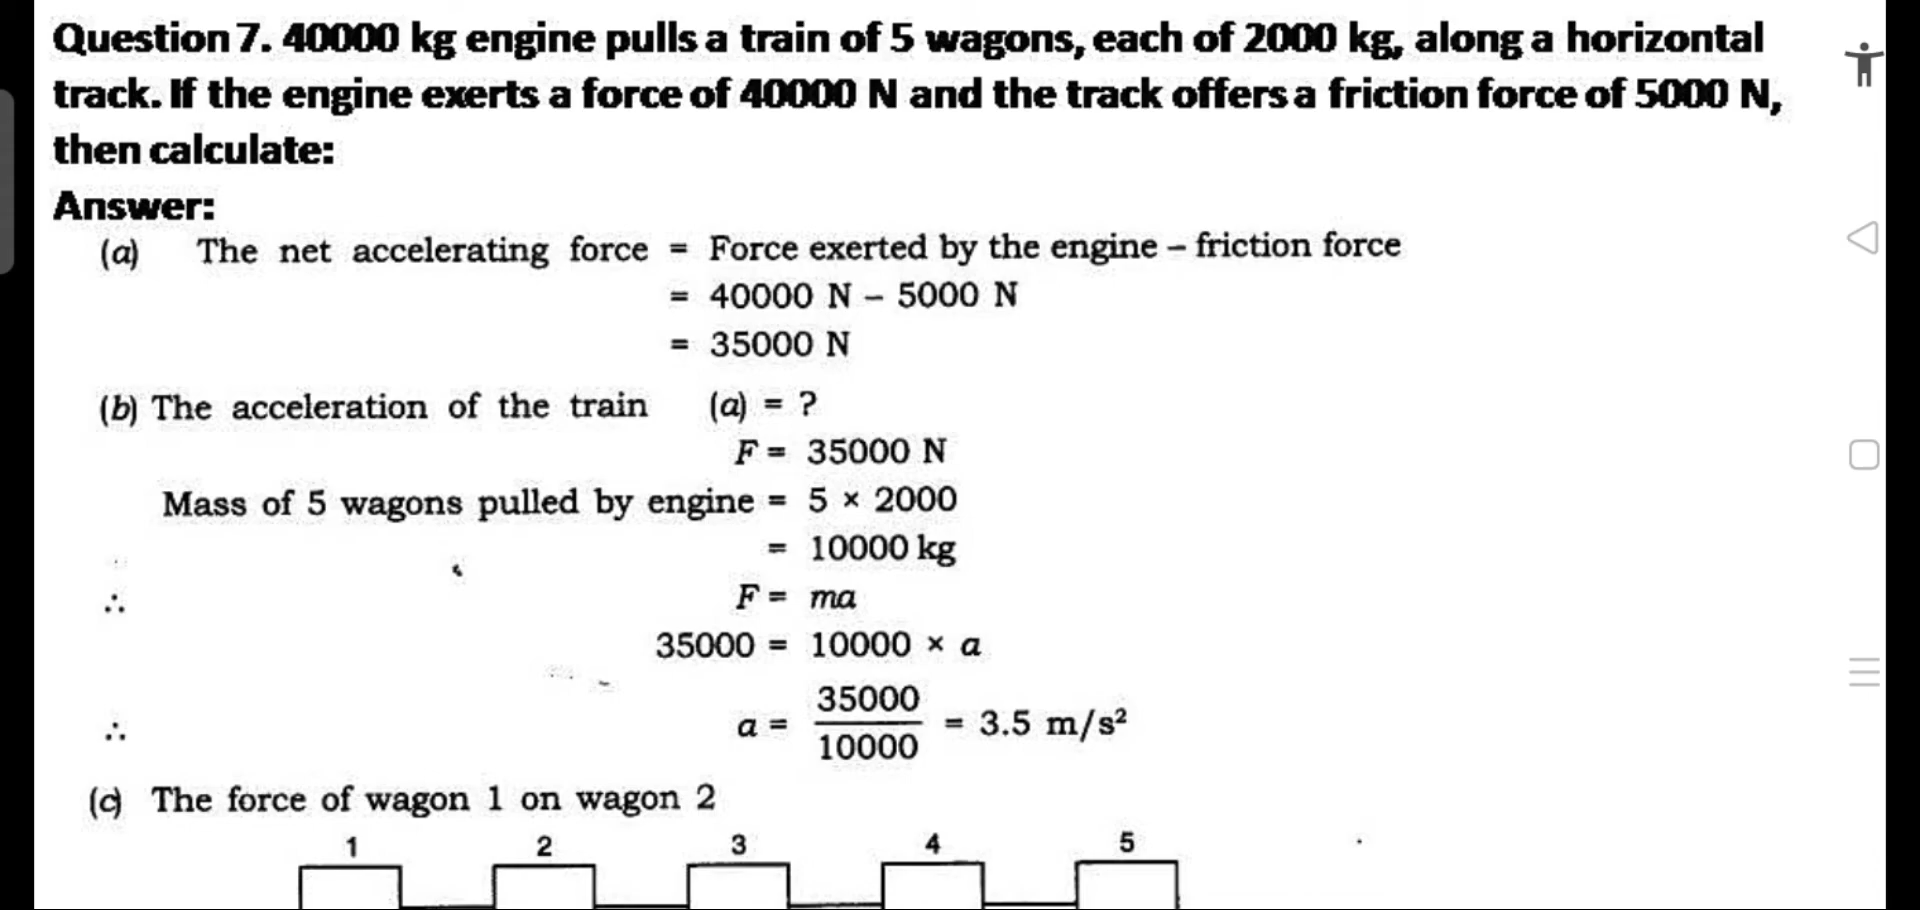 Question 7. 40000 kg engine pulls a train of 5 wagons, each of 2000 kg, along a horizontal
track. If the engine exerts a force of 40000 N and the track offers a friction force of 5000 N,
then calculate:
Answer:
(a) The net accelerating force = Force exerted by the engine – friction force
= 40000 N – 5000 N
= 35000 N
(b) The acceleration of the train (a) = ?
F = 35000 N
Mass of 5 wagons pulled by engine = 5 × 2000
= 10000 kg
∴ F = ma
35000 = 10000 × a
∴ a = 35000/10000 = 3.5 m/s²
(c) The force of wagon 1 on wagon 2
1 2 3 4 5